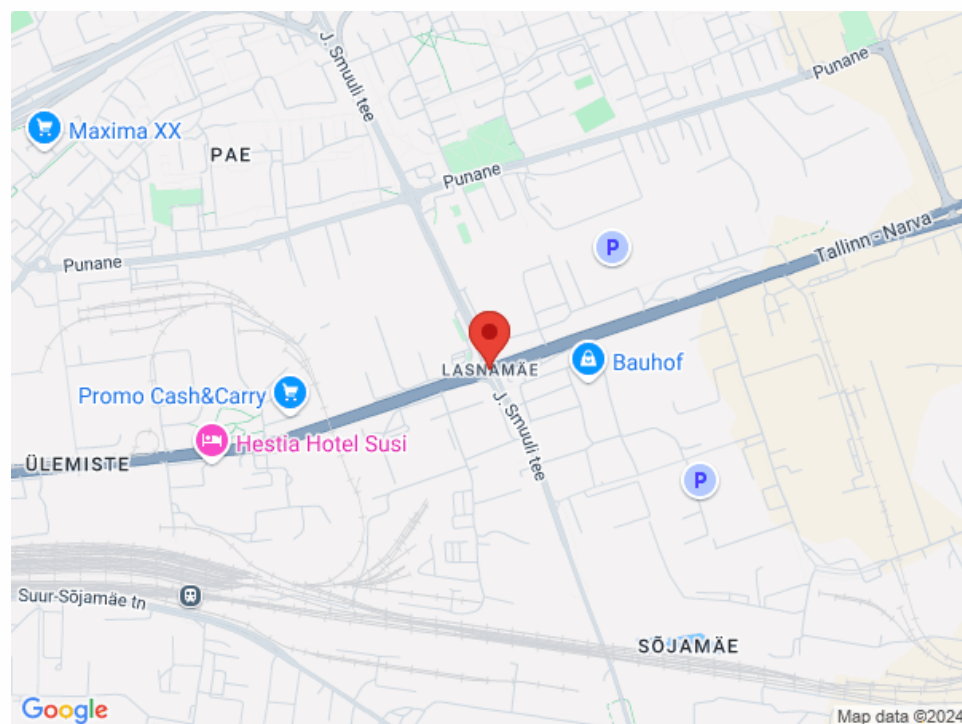 J. Smuuli tee
Punane
Maxima XX
PAE
Punane
Tallinn - Narva
Punane
P
LASNAMÄE
Bauhof
Promo Cash&Carry
J. Smuuli tee
Hestia Hotel Susi
ÜLEMISTE
P
Suur-Sõjamäe tn
SÕJAMÄE
Google
Map data ©2024